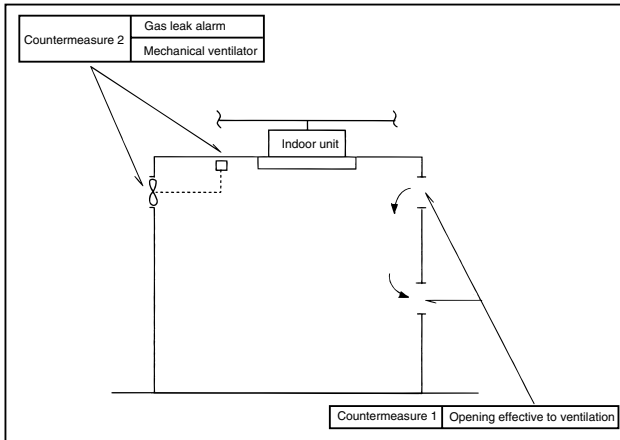 Countermeasure 2
Gas leak alarm
Mechanical ventilator
Indoor unit
Countermeasure 1
Opening effective to ventilation